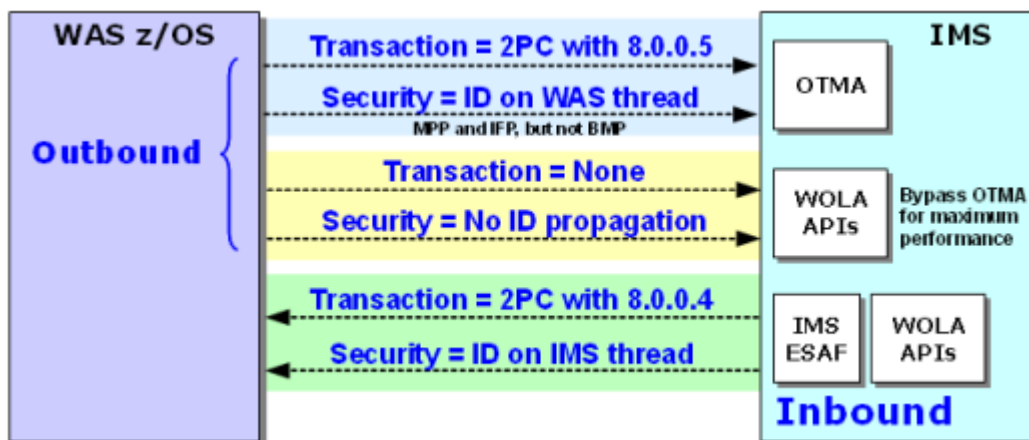 WAS z/OS
Outbound
Transaction = 2PC with 8.0.0.5
Security = ID on WAS thread
MPP and IFP, but not BMP
Transaction = None
Security = No ID propagation
Transaction = 2PC with 8.0.0.4
Security = ID on IMS thread
IMS
OTMA
WOLA
APIs
Bypass OTMA
for maximum
performance
IMS
ESAF
WOLA
APIs
Inbound